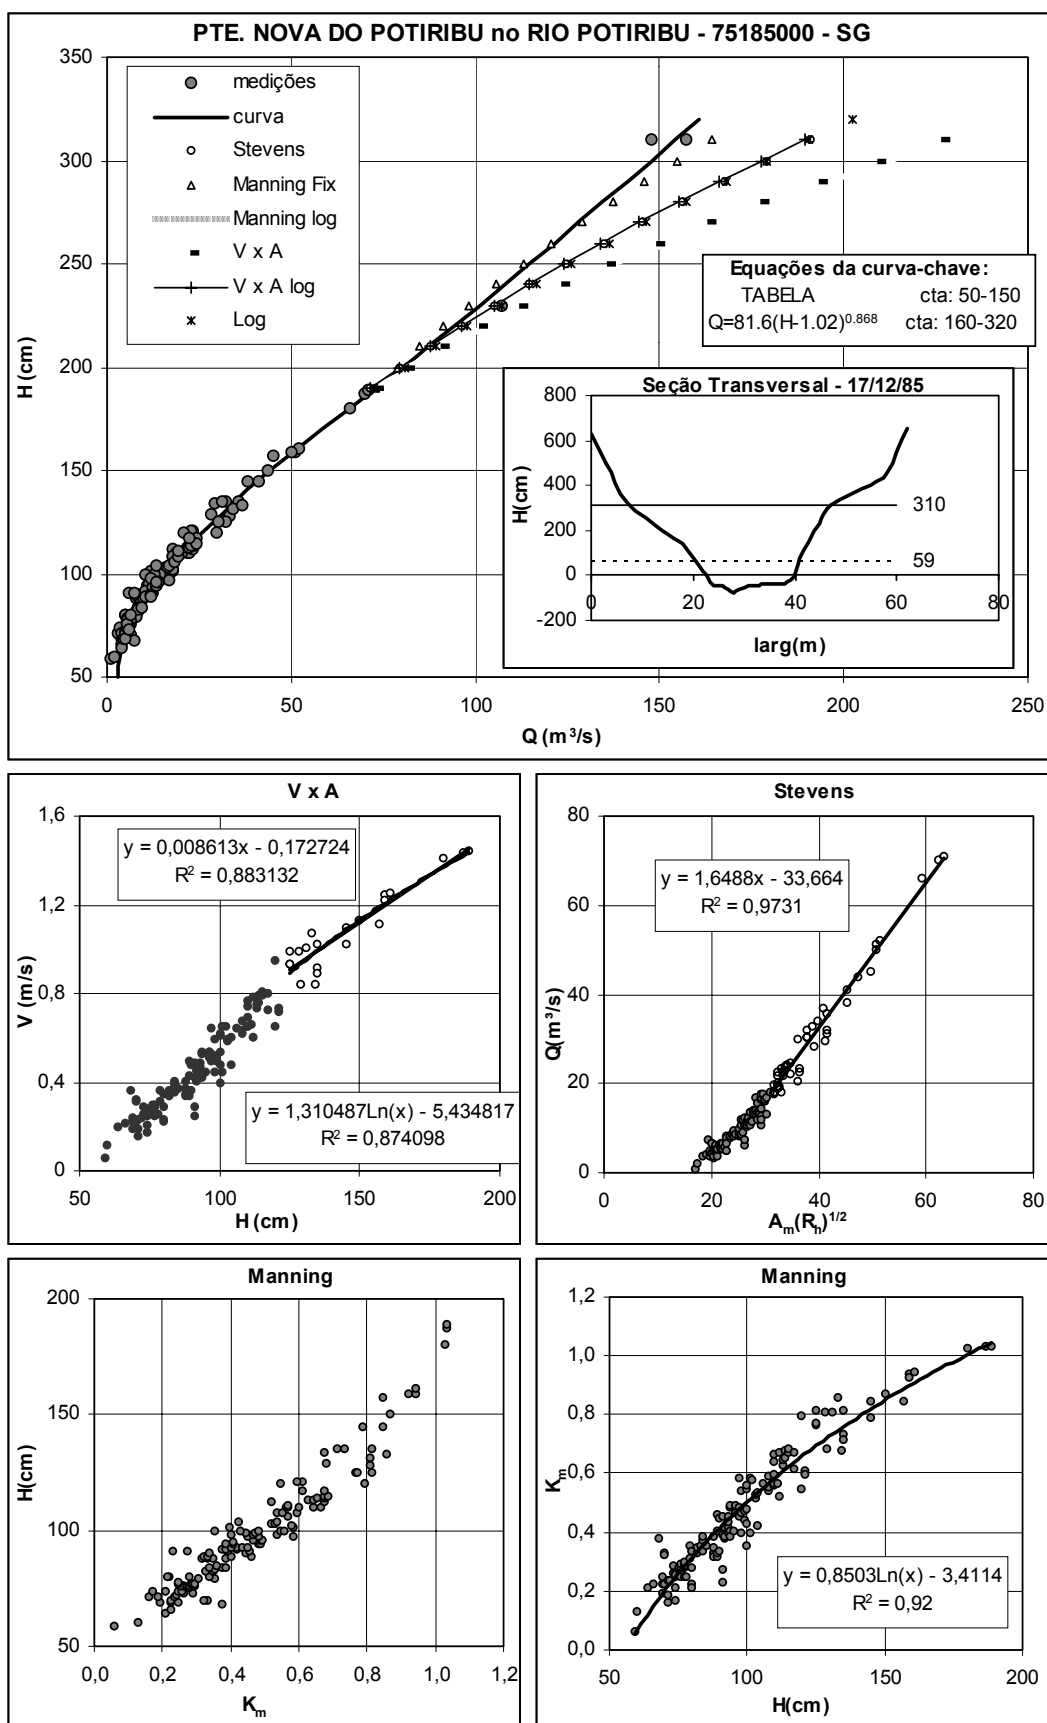 PTE. NOVA DO POTIRIBU no RIO POTIRIBU - 75185000 - SG
350
300
250
200
150
100
50
H (cm)
medições
curva
Stevens
Manning Fix
Manning log
V x A
V x A log
Log
Equações da curva-chave:
TABELA cta: 50-150
Q=81.6(H-1.02)^0.868 cta: 160-320
Seção Transversal - 17/12/85
800
600
400
200
0
-200
H(cm)
310
59
0 20 40 60 80
larg(m)
0 50 100 150 200 250
Q (m³/s)
V x A
1,6
1,2
0,8
0,4
0
V (m/s)
y = 0,008613x - 0,172724
R² = 0,883132
y = 1,310487Ln(x) - 5,434817
R² = 0,874098
50 100 150 200
H (cm)
Stevens
80
60
40
20
0
Q(m³/s)
y = 1,6488x - 33,664
R² = 0,9731
0 20 40 60 80
Am(Rh)^1/2
Manning
200
150
100
50
H(cm)
0,0 0,2 0,4 0,6 0,8 1,0 1,2
Km
Manning
1,2
1,0
0,8
0,6
0,4
0,2
0,0
Km
y = 0,8503Ln(x) - 3,4114
R² = 0,92
50 100 150 200
H(cm)